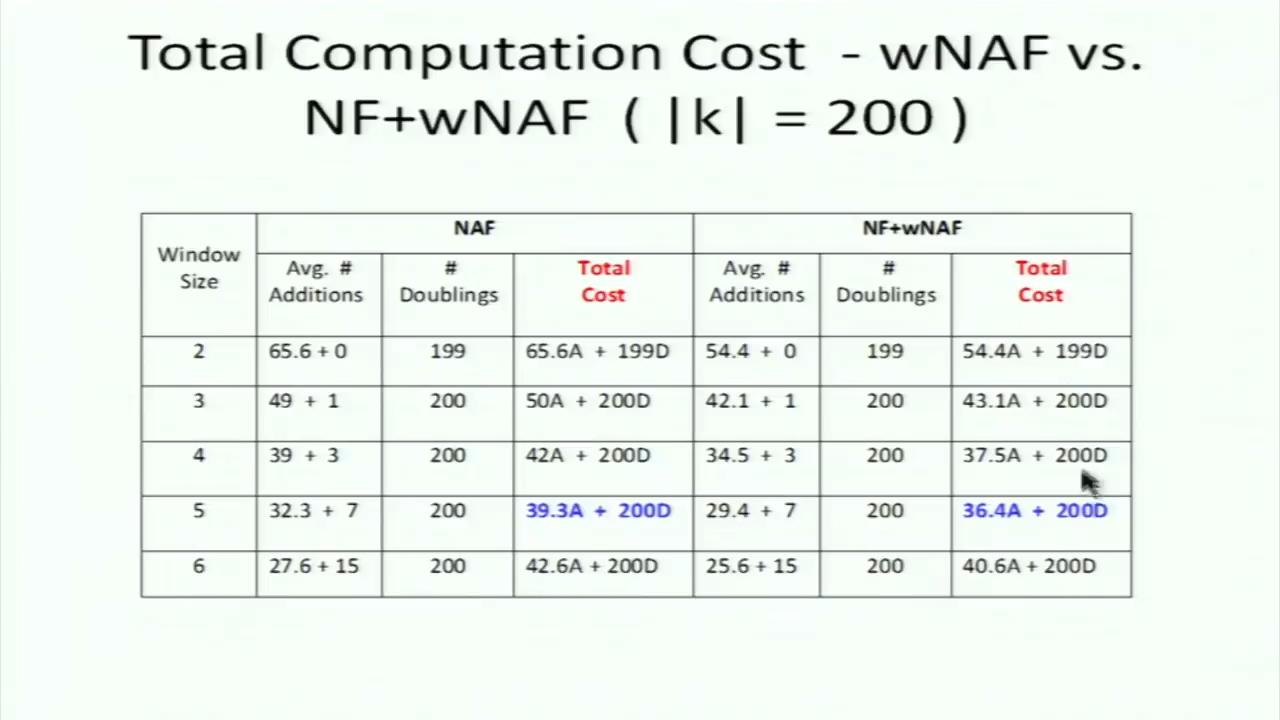 Total Computation Cost - wNAF vs.
NF+wNAF ( |k| = 200 )
Window Size NAF NF+wNAF
Avg. # Additions # Doublings Total Cost Avg. # Additions # Doublings Total Cost
2 65.6 + 0 199 65.6A + 199D 54.4 + 0 199 54.4A + 199D
3 49 + 1 200 50A + 200D 42.1 + 1 200 43.1A + 200D
4 39 + 3 200 42A + 200D 34.5 + 3 200 37.5A + 200D
5 32.3 + 7 200 39.3A + 200D 29.4 + 7 200 36.4A + 200D
6 27.6 + 15 200 42.6A + 200D 25.6 + 15 200 40.6A + 200D